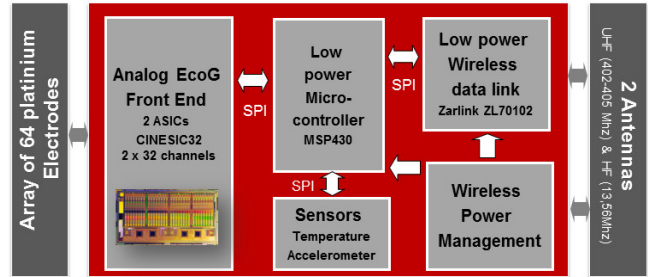 Array of 64 platinium
Electrodes
Analog EcoG
Front End
2 ASICs
CINESIC32
2 x 32 channels
SPI
Low
power
Micro-
controller
MSP430
SPI
Low power
Wireless
data link
Zarlink ZL70102
SPI
Sensors
Temperature
Accelerometer
Wireless
Power
Management
2 Antennas
UHF (402-405 Mhz) & HF (13,56MHz)